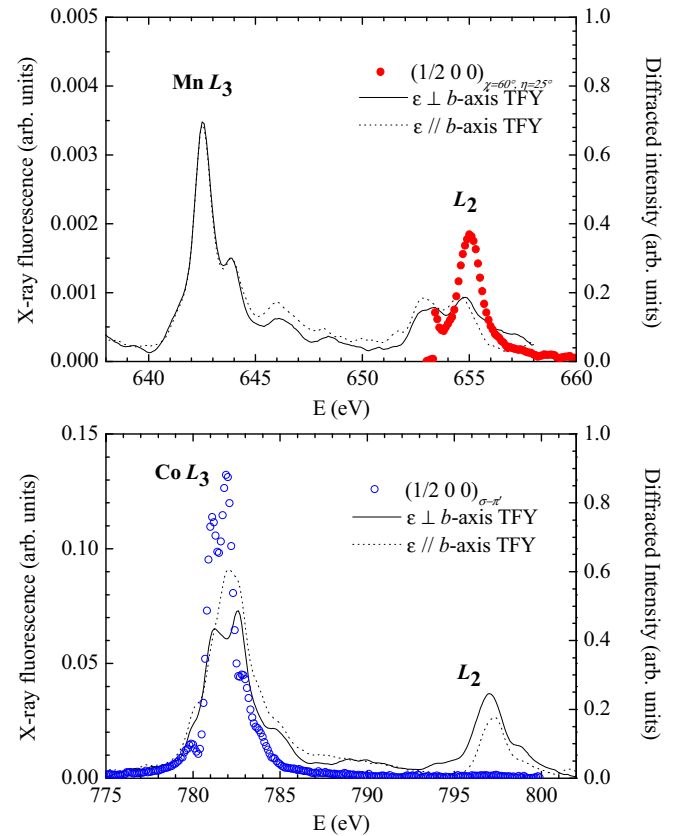 0.005
0.004
0.003
0.002
0.001
0.000
X-ray fluorescence (arb. units)
1.0
0.8
0.6
0.4
0.2
0.0
Diffracted intensity (arb. units)
Mn L3
L2
(1/2 0 0)χ=60°, η=25°
ε ⊥ b-axis TFY
ε // b-axis TFY
640 645 650 655 660
E (eV)
0.15
0.10
0.05
0.00
X-ray fluorescence (arb. units)
1.0
0.8
0.6
0.4
0.2
0.0
Diffracted Intensity (arb. units)
Co L3
L2
(1/2 0 0)σ-π'
ε ⊥ b-axis TFY
ε // b-axis TFY
775 780 785 790 795 800
E (eV)